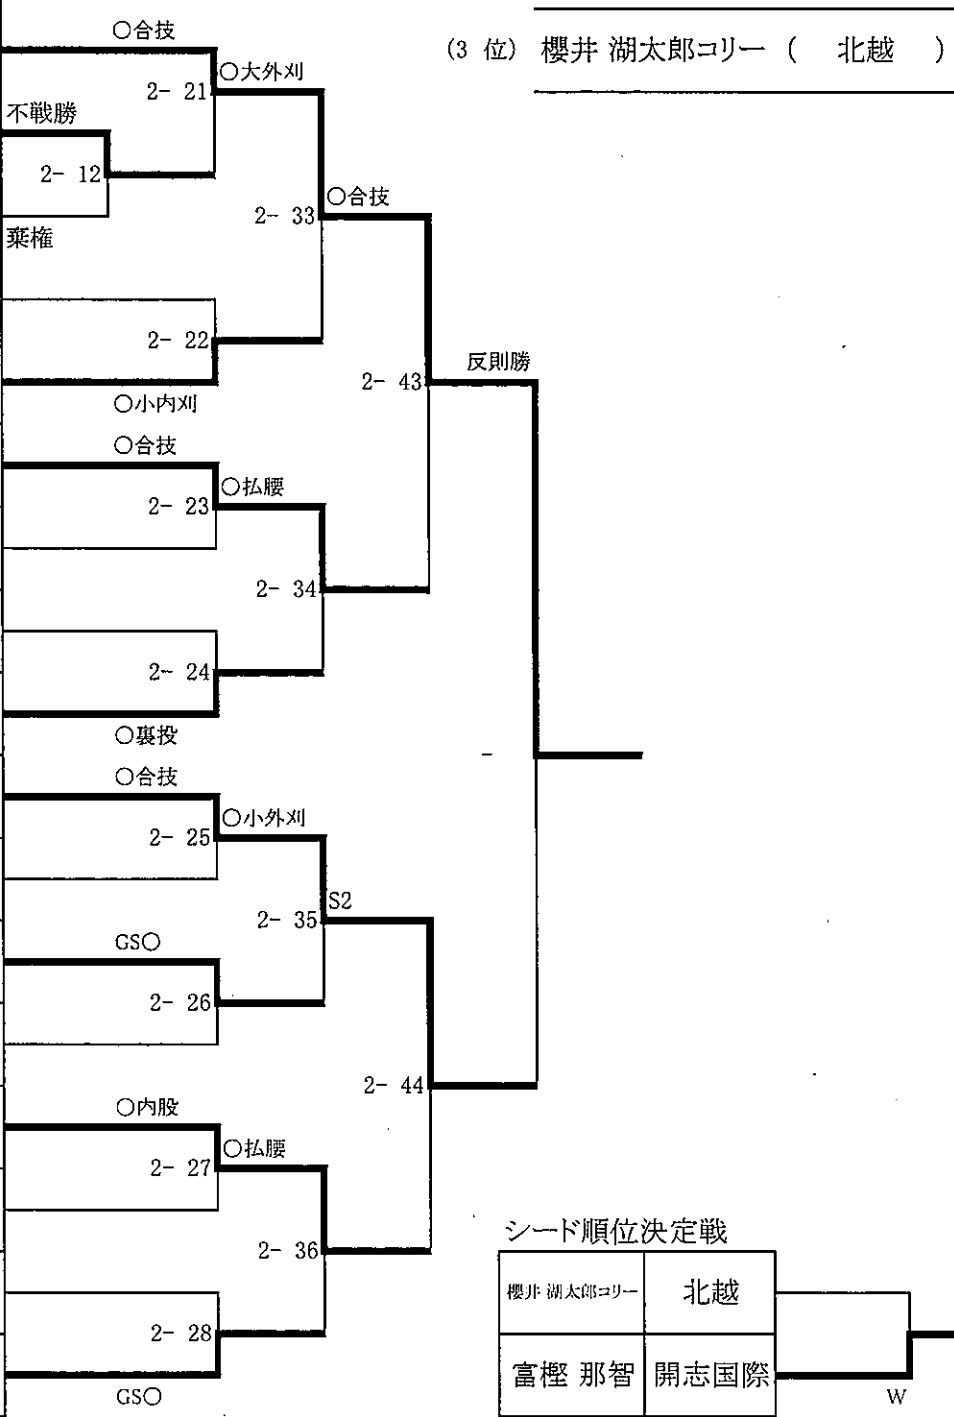 ○合技
(3 位) 櫻井 湖太郎コリー ( 北越 )
○大外刈
2- 21
不戦勝
2- 12
○合技
2- 33
棄権
2- 22
反則勝
2- 43
○小内刈
○合技
○払腰
2- 23
2- 34
2- 24
○裏投
-
○合技
○小外刈
2- 25
S2
2- 35
GS○
2- 26
2- 44
○内股
○払腰
2- 27
シード順位決定戦
2- 36
櫻井 湖太郎コリー 北越
2- 28
富樫 那智 開志国際
GS○
W